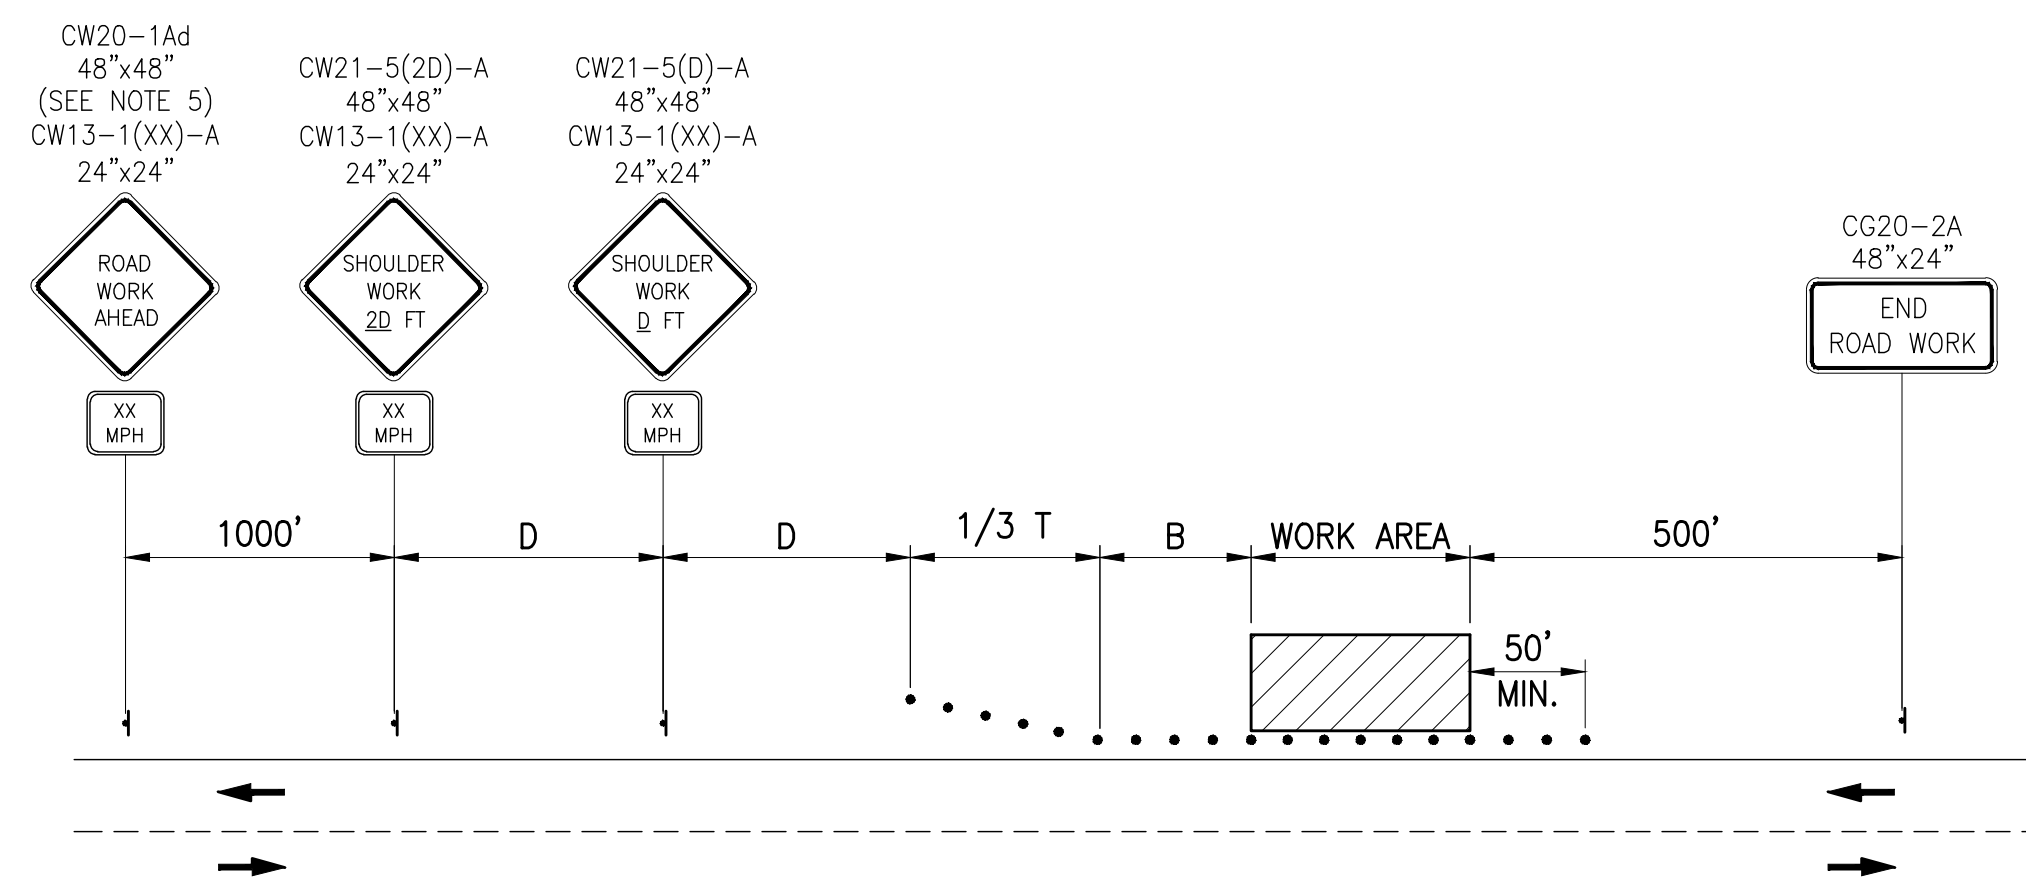 CW20-1Ad
48"x48"
(SEE NOTE 5)
CW13-1(XX)-A
24"x24"
CW21-5(2D)-A
48"x48"
CW13-1(XX)-A
24"x24"
CW21-5(D)-A
48"x48"
CW13-1(XX)-A
24"x24"
ROAD
WORK
AHEAD
XX
MPH
SHOULDER
WORK
2D FT
XX
MPH
SHOULDER
WORK
D FT
XX
MPH
CG20-2A
48"x24"
END
ROAD WORK
1000'
D
D
1/3 T
B
WORK AREA
500'
50'
MIN.